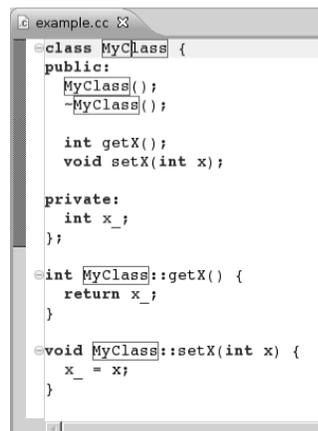 example.cc
class MyClass {
public:
MyClass();
~MyClass();
int getX();
void setX(int x);
private:
int x_;
};
int MyClass::getX() {
return x_;
}
void MyClass::setX(int x) {
x_ = x;
}